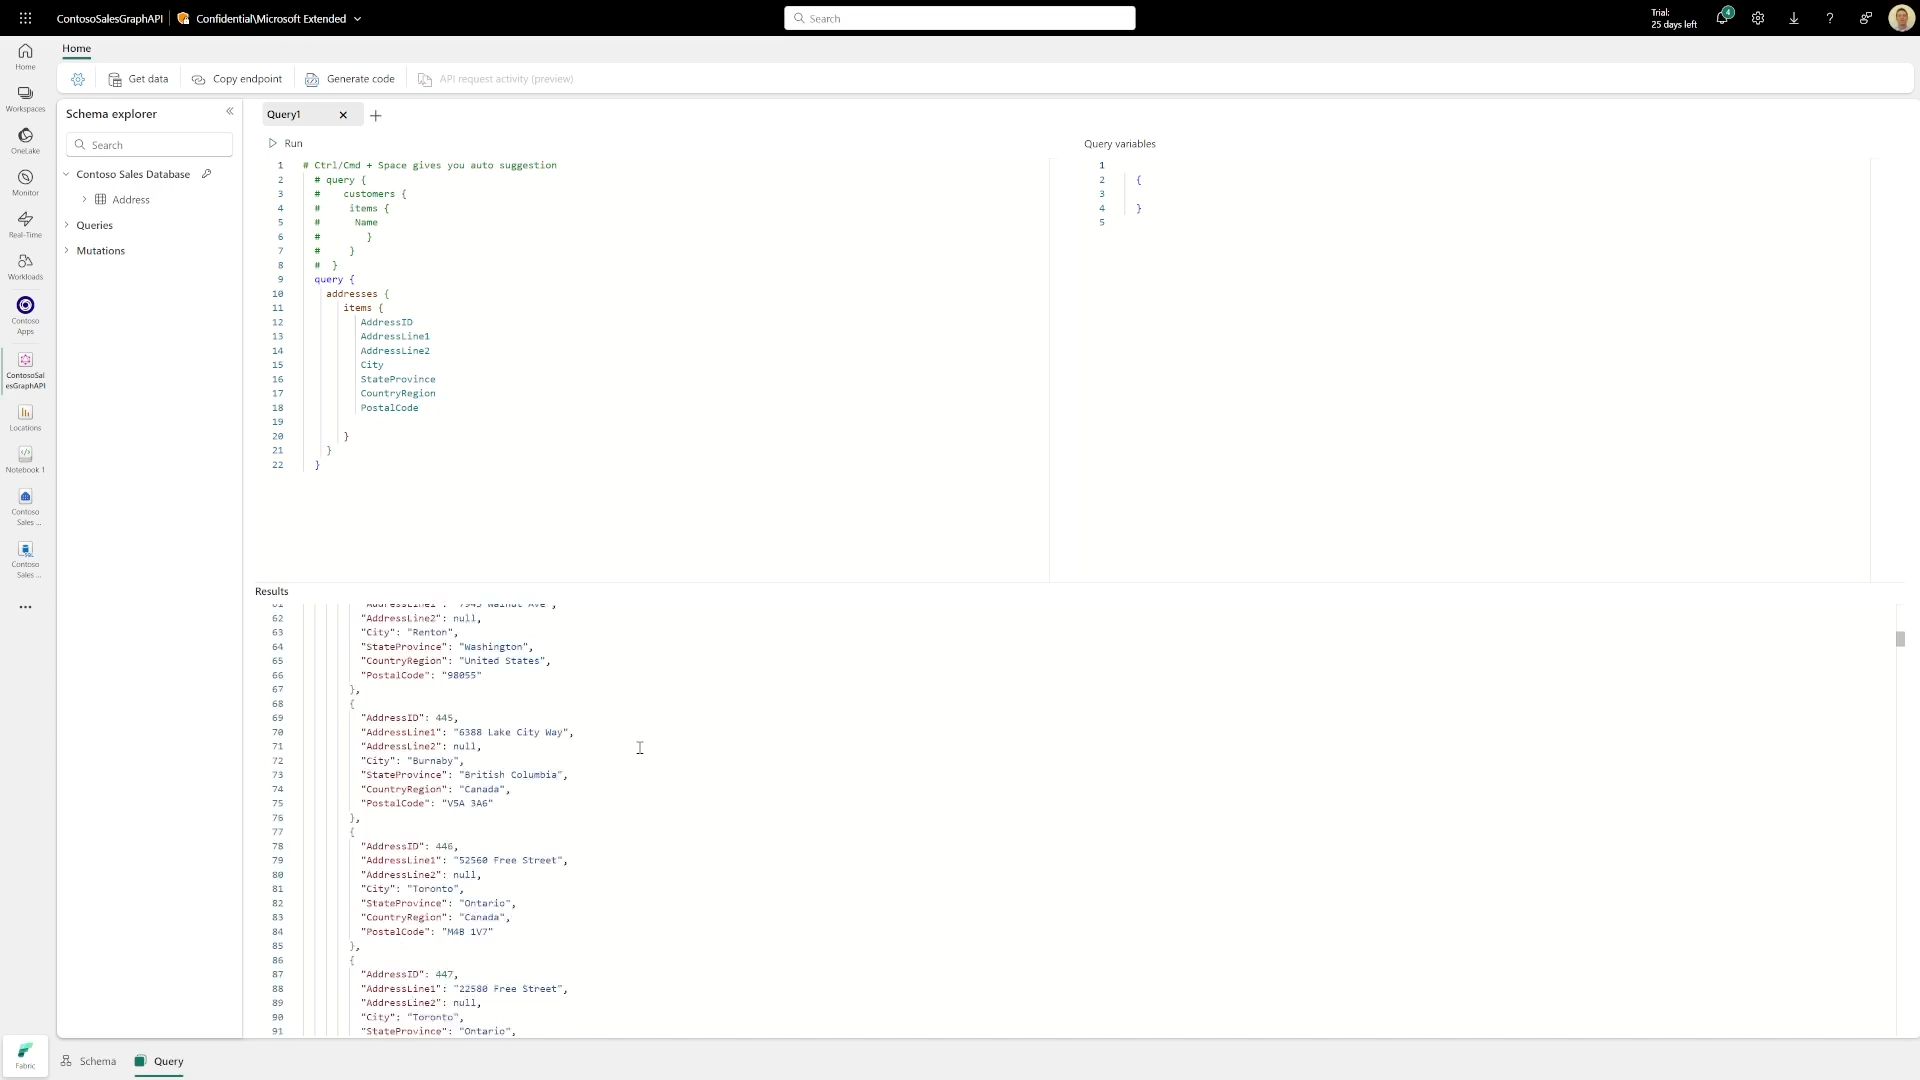 ContosoSalesGraphAPI
Confidential\Microsoft Extended
Search
Trial:
25 days left
4
Home
Workspaces
OneLake
Monitor
Real-Time
Workloads
Contoso
Apps
ContosoSal
esGraphAPI
Locations
Notebook 1
Contoso
Sales ...
Contoso
Sales ...
Fabric
Home
Get data
Copy endpoint
Generate code
API request activity (preview)
Schema explorer
Search
Contoso Sales Database
Address
Queries
Mutations
Query1
Run
1 # Ctrl/Cmd + Space gives you auto suggestion
2 # query {
3 # customers {
4 # items {
5 # Name
6 # }
7 # }
8 # }
9 query {
10 addresses {
11 items {
12 AddressID
13 AddressLine1
14 AddressLine2
15 City
16 StateProvince
17 CountryRegion
18 PostalCode
19
20 }
21 }
22 }
Query variables
1
2 {
3
4 }
5
Results
61 "AddressLine1": "7943 Walnut Ave",
62 "AddressLine2": null,
63 "City": "Renton",
64 "StateProvince": "Washington",
65 "CountryRegion": "United States",
66 "PostalCode": "98055"
67 },
68 {
69 "AddressID": 445,
70 "AddressLine1": "6388 Lake City Way",
71 "AddressLine2": null,
72 "City": "Burnaby",
73 "StateProvince": "British Columbia",
74 "CountryRegion": "Canada",
75 "PostalCode": "V5A 3A6"
76 },
77 {
78 "AddressID": 446,
79 "AddressLine1": "52560 Free Street",
80 "AddressLine2": null,
81 "City": "Toronto",
82 "StateProvince": "Ontario",
83 "CountryRegion": "Canada",
84 "PostalCode": "M4B 1V7"
85 },
86 {
87 "AddressID": 447,
88 "AddressLine1": "22580 Free Street",
89 "AddressLine2": null,
90 "City": "Toronto",
91 "StateProvince": "Ontario",
Schema
Query